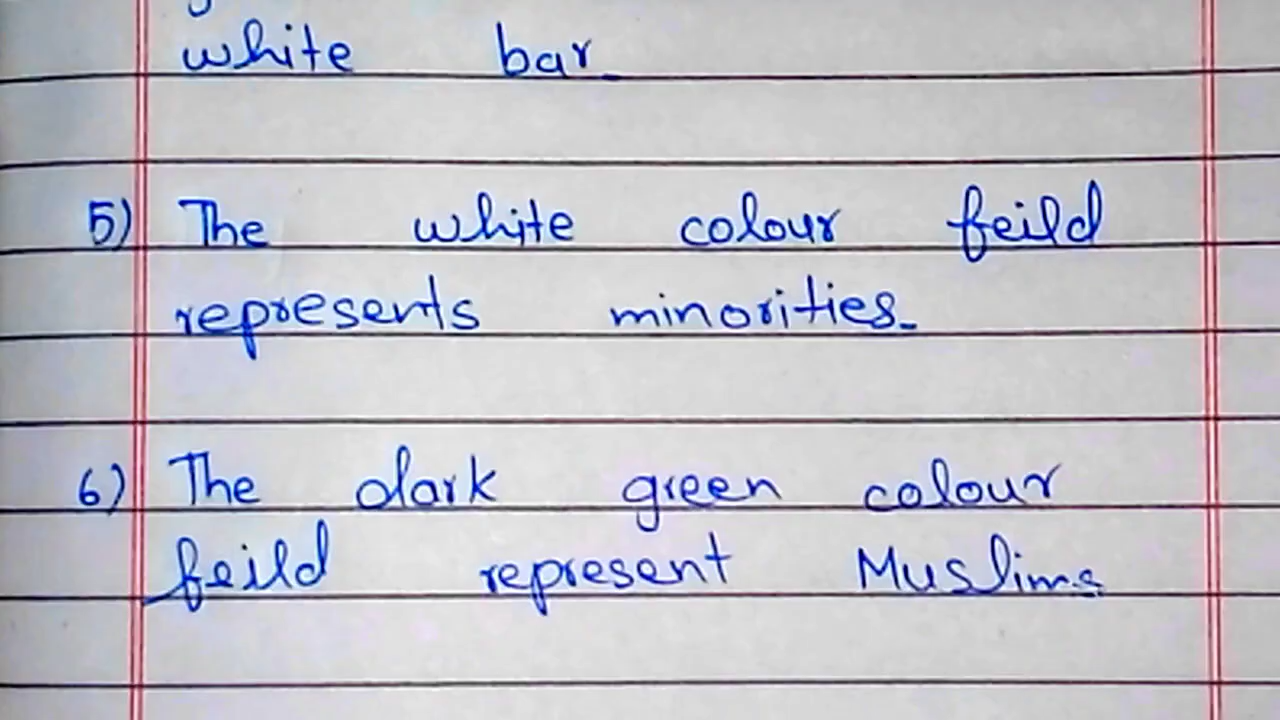 white bar.
5) The white colour feild
represents minorities.
6) The dark green colour
feild represent Muslims